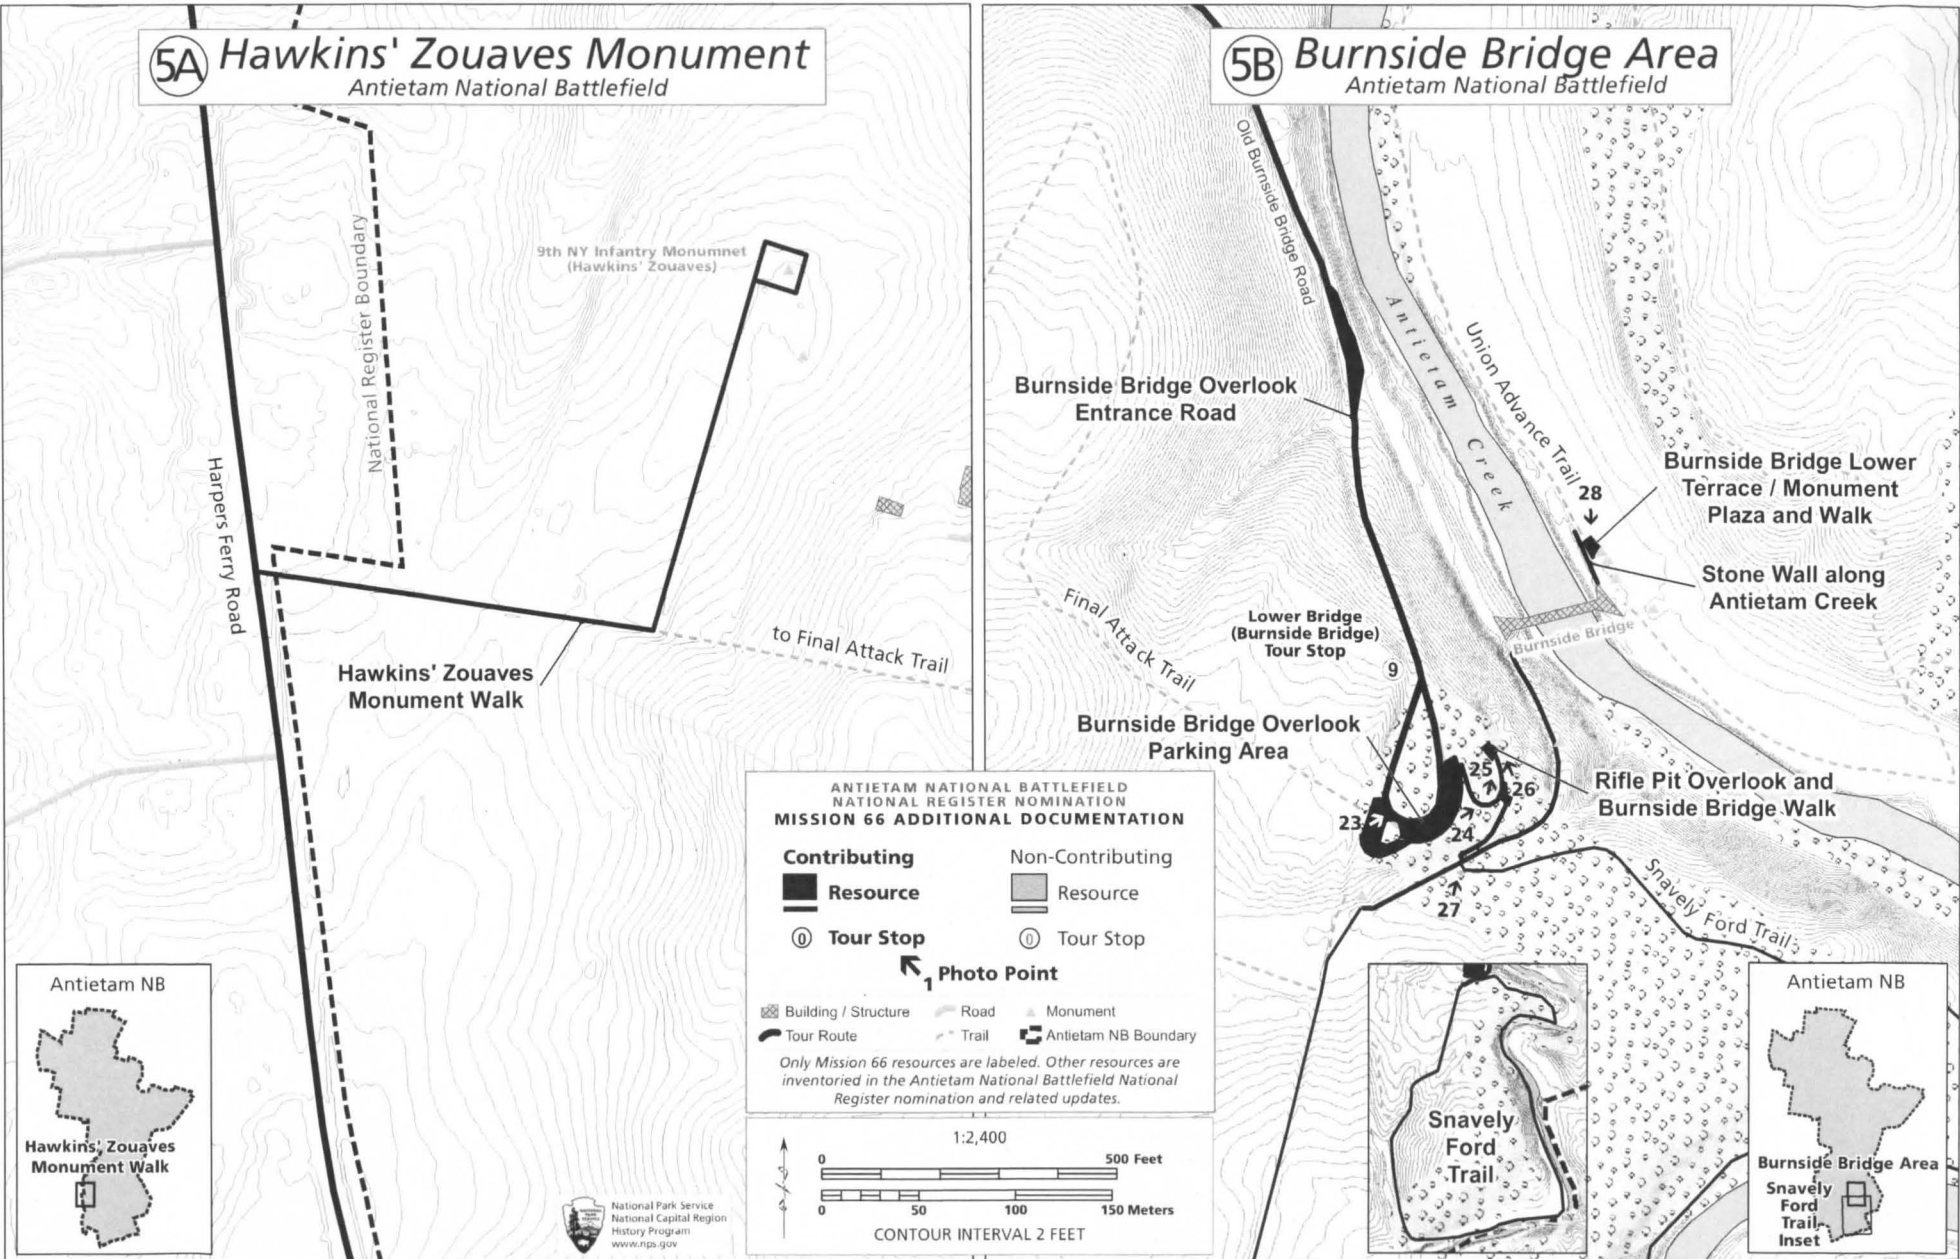 5A Hawkins' Zouaves Monument
Antietam National Battlefield
9th NY Infantry Monumnet
(Hawkins' Zouaves)
National Register Boundary
Harpers Ferry Road
to Final Attack Trail
Hawkins' Zouaves
Monument Walk
Antietam NB
Hawkins' Zouaves
Monument Walk
National Park Service
National Capital Region
History Program
www.nps.gov
ANTIETAM NATIONAL BATTLEFIELD
NATIONAL REGISTER NOMINATION
MISSION 66 ADDITIONAL DOCUMENTATION
Contributing
Resource
0 Tour Stop
Non-Contributing
Resource
0 Tour Stop
1 Photo Point
Building / Structure
Road
Monument
Tour Route
Trail
Antietam NB Boundary
Only Mission 66 resources are labeled. Other resources are
inventoried in the Antietam National Battlefield National
Register nomination and related updates.
1:2,400
0 500 Feet
0 50 100 150 Meters
CONTOUR INTERVAL 2 FEET
5B Burnside Bridge Area
Antietam National Battlefield
Old Burnside Bridge Road
Antietam Creek
Union Advance Trail
Burnside Bridge Overlook
Entrance Road
28
Burnside Bridge Lower
Terrace / Monument
Plaza and Walk
Stone Wall along
Antietam Creek
Burnside Bridge
Final Attack Trail
Lower Bridge
(Burnside Bridge)
Tour Stop
9
Burnside Bridge Overlook
Parking Area
25
26
Rifle Pit Overlook and
Burnside Bridge Walk
23
24
27
Snavely Ford Trail
Snavely
Ford
Trail
Antietam NB
Burnside Bridge Area
Snavely
Ford
Trail
Inset